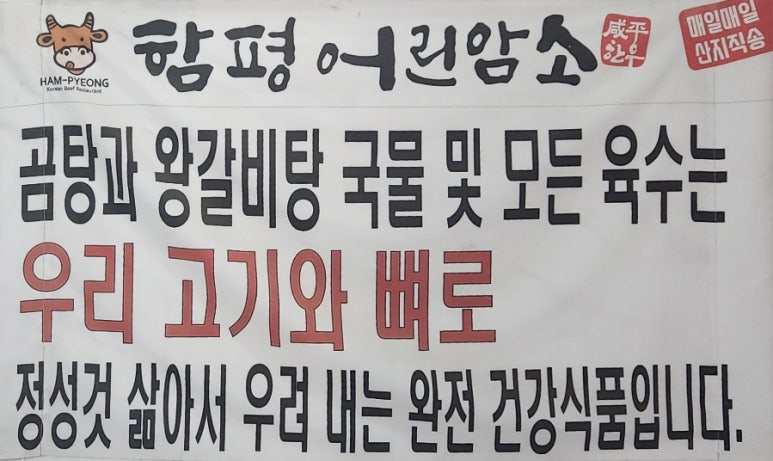 HAM-PYEONG
Korean Beef Restaurant
함평 어린암소
咸平
한우
매일매일
산지직송
곰탕과 왕갈비탕 국물 및 모든 육수는
우리 고기와 뼈로
정성껏 삶아서 우려 내는 완전 건강식품입니다.